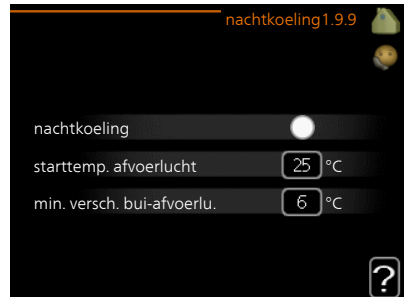 nachtkoeling1.9.9
nachtkoeling
starttemp. afvoerlucht 25 °C
min. versch. bui-afvoerlu. 6 °C
?